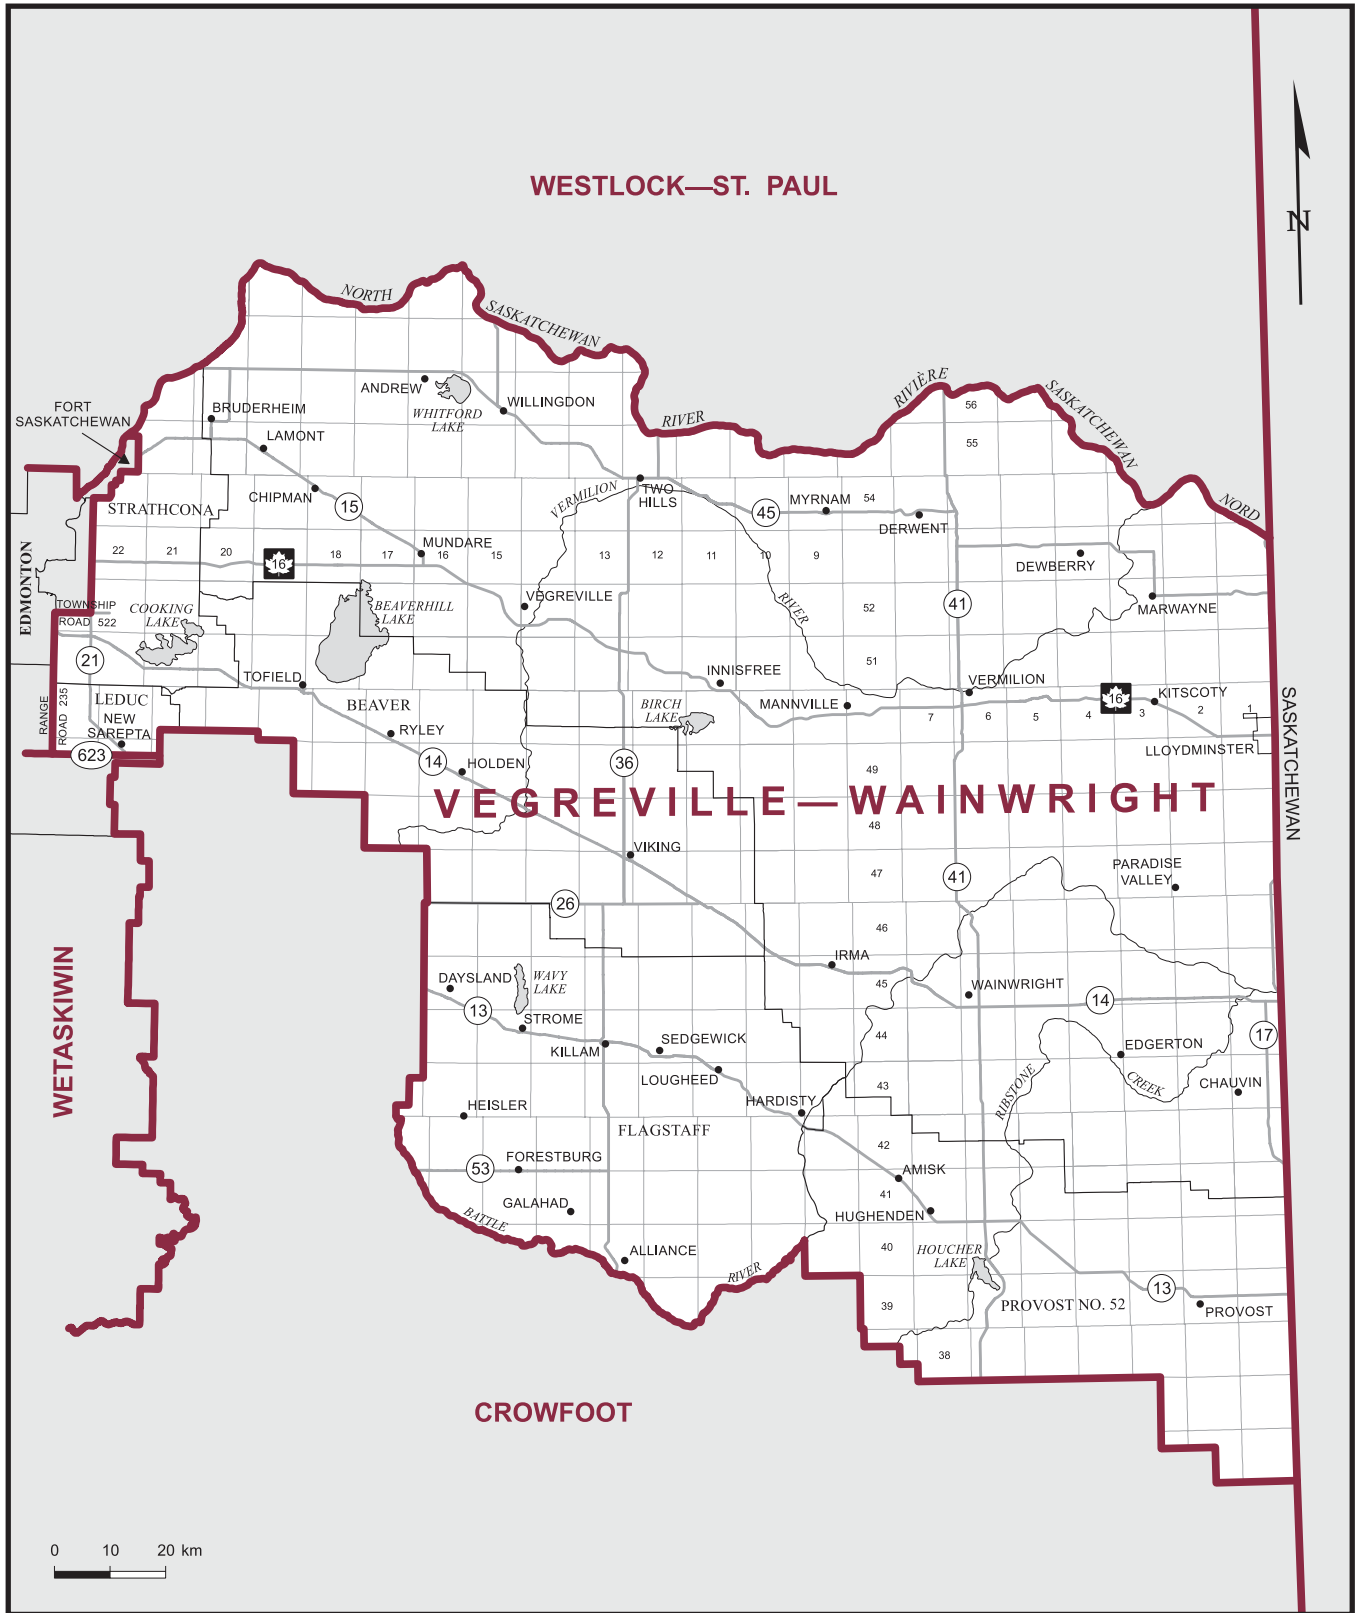 WESTLOCK—ST. PAUL
N
NORTH
SASKATCHEWAN
RIVER
RIVIÈRE
SASKATCHEWAN
NORD
FORT
SASKATCHEWAN
ANDREW
WHITFORD
LAKE
WILLINGDON
BRUDERHEIM
LAMONT
56
55
CHIPMAN
15
STRATHCONA
VERMILION
TWO
HILLS
45
MYRNAM
54
DERWENT
MUNDARE
22
21
20
16
18
17
16
15
13
12
11
10
9
DEWBERRY
EDMONTON
TOWNSHIP
ROAD 522
COOKING
LAKE
BEAVERHILL
LAKE
VEGREVILLE
RIVER
52
41
MARWAYNE
21
51
TOFIELD
INNISFREE
VERMILION
16
KITSCOTY
RANGE
ROAD 235
LEDUC
NEW
SAREPTA
623
BEAVER
RYLEY
BIRCH
LAKE
MANNVILLE
7
6
5
4
3
2
1
LLOYDMINSTER
SASKATCHEWAN
14
HOLDEN
36
49
VEGREVILLE—WAINWRIGHT
48
VIKING
47
41
PARADISE
VALLEY
26
46
WETASKIWIN
DAYSLAND
WAVY
LAKE
IRMA
45
WAINWRIGHT
14
13
STROME
KILLAM
SEDGEWICK
44
17
EDGERTON
LOUGHEED
43
RIBSTONE
CREEK
CHAUVIN
HEISLER
HARDISTY
FLAGSTAFF
42
53
FORESTBURG
AMISK
GALAHAD
41
HUGHENDEN
BATTLE
ALLIANCE
40
HOUCHER
LAKE
RIVER
39
PROVOST NO. 52
13
PROVOST
38
CROWFOOT
0 10 20 km